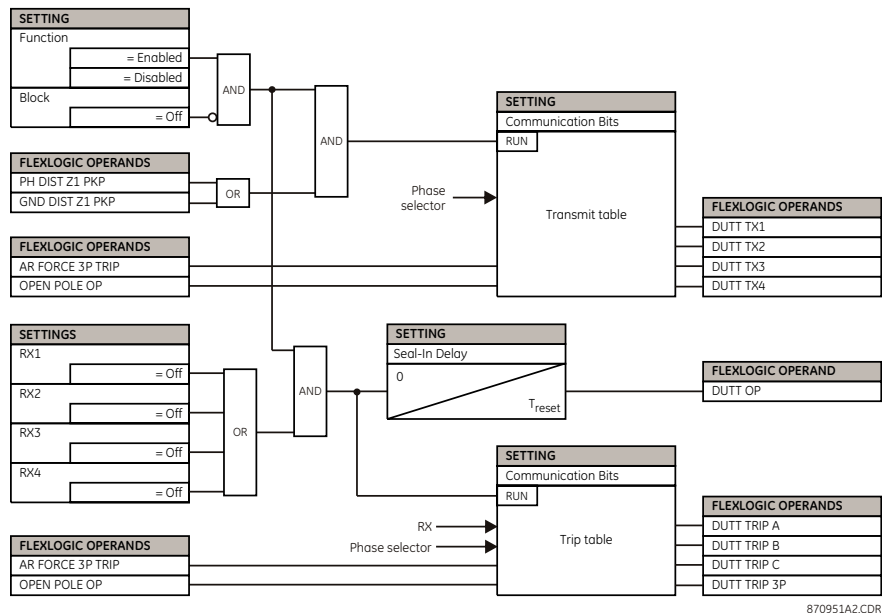 SETTING
Function
= Enabled
= Disabled
Block
= Off
AND
AND
FLEXLOGIC OPERANDS
PH DIST Z1 PKP
GND DIST Z1 PKP
OR
FLEXLOGIC OPERANDS
AR FORCE 3P TRIP
OPEN POLE OP
SETTING
Communication Bits
RUN
Phase
selector
Transmit table
FLEXLOGIC OPERANDS
DUTT TX1
DUTT TX2
DUTT TX3
DUTT TX4
SETTINGS
RX1
= Off
RX2
= Off
RX3
= Off
RX4
= Off
OR
AND
SETTING
Seal-In Delay
0
Treset
FLEXLOGIC OPERAND
DUTT OP
SETTING
Communication Bits
RUN
RX
Phase selector
Trip table
FLEXLOGIC OPERANDS
DUTT TRIP A
DUTT TRIP B
DUTT TRIP C
DUTT TRIP 3P
FLEXLOGIC OPERANDS
AR FORCE 3P TRIP
OPEN POLE OP
870951A2.CDR